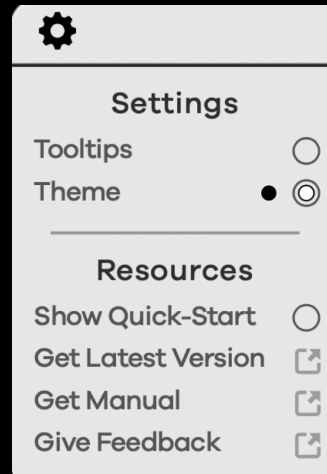 Settings
Tooltips
Theme
Resources
Show Quick-Start
Get Latest Version
Get Manual
Give Feedback